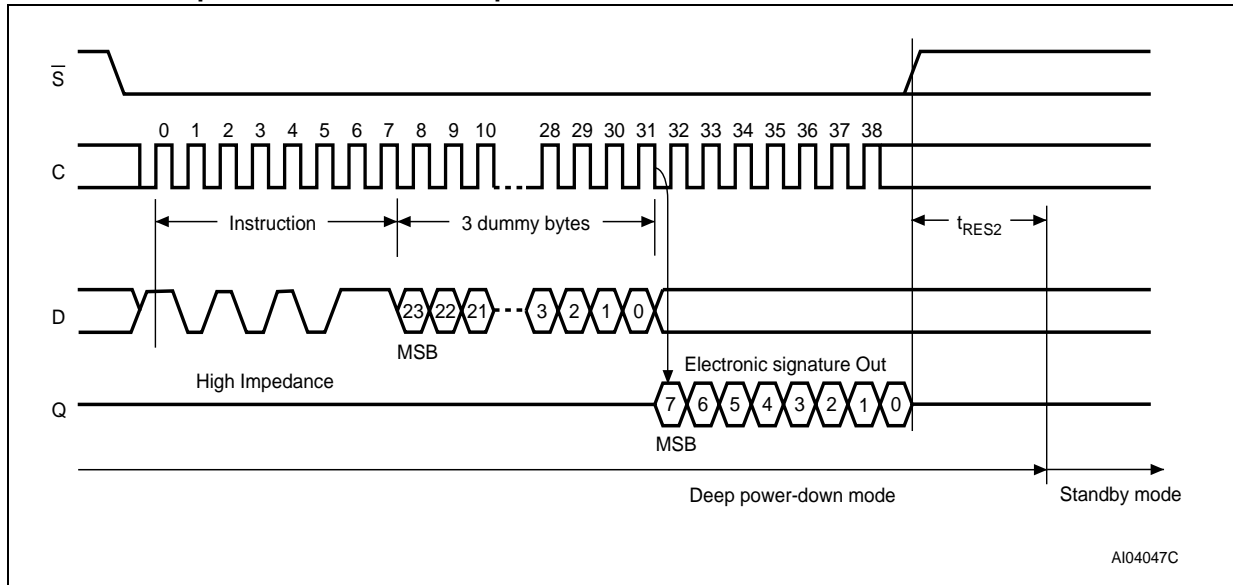 S
0 1 2 3 4 5 6 7 8 9 10 28 29 30 31 32 33 34 35 36 37 38
C
Instruction
3 dummy bytes
tRES2
D
23 22 21 3 2 1 0
MSB
High Impedance
Electronic signature Out
Q
7 6 5 4 3 2 1 0
MSB
Deep power-down mode
Standby mode
AI04047C